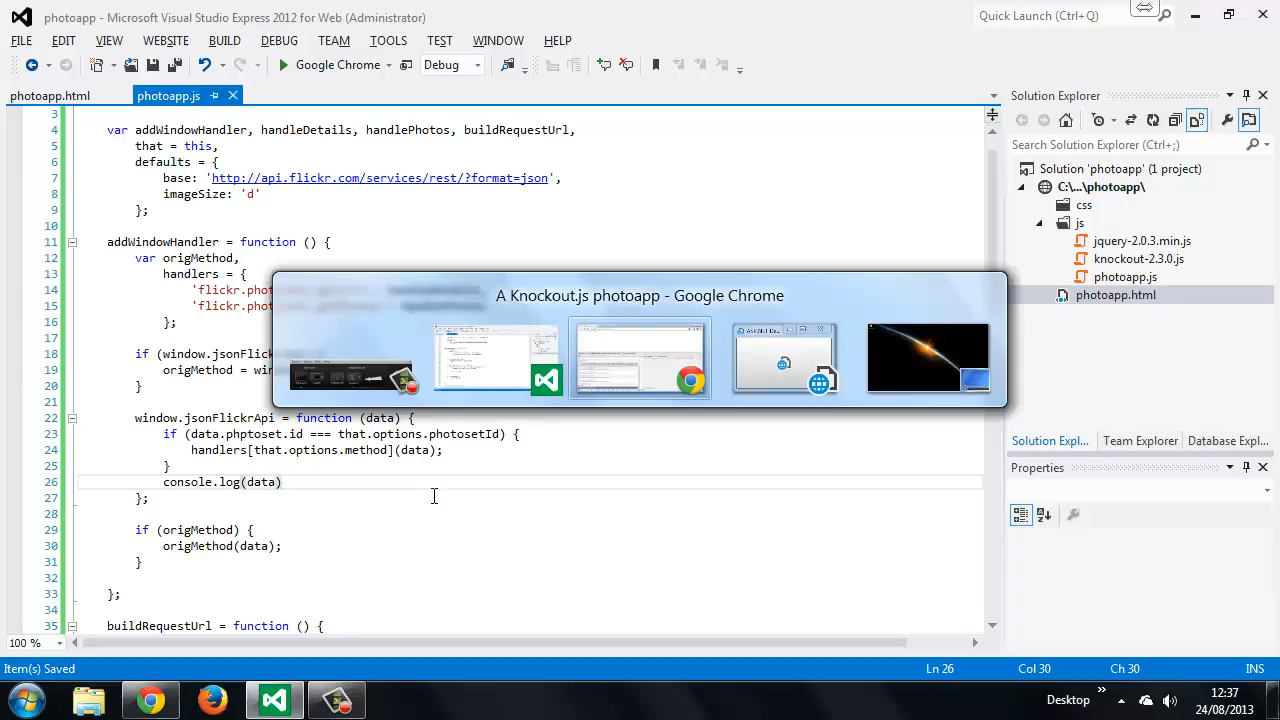 photoapp - Microsoft Visual Studio Express 2012 for Web (Administrator)
Quick Launch (Ctrl+Q)
FILE EDIT VIEW WEBSITE BUILD DEBUG TEAM TOOLS TEST WINDOW HELP
Google Chrome
Debug
photoapp.html
photoapp.js
3
4 var addWindowHandler, handleDetails, handlePhotos, buildRequestUrl,
5 that = this,
6 defaults = {
7 base: 'http://api.flickr.com/services/rest/?format=json',
8 imageSize: 'd'
9 };
10
11 addWindowHandler = function () {
12 var origMethod,
13 handlers = {
14 'flickr.
15 'flickr.
16 };
17
18 if (window.jsonFlick
19 origMethod = wi
20 }
21
22 window.jsonFlickrApi = function (data) {
23 if (data.phptoset.id === that.options.photosetId) {
24 handlers[that.options.method](data);
25 }
26 console.log(data)
27 };
28
29 if (origMethod) {
30 origMethod(data);
31 }
32
33 };
34
35 buildRequestUrl = function () {
100 %
A Knockout.js photoapp - Google Chrome
Solution Explorer
Search Solution Explorer (Ctrl+;)
Solution 'photoapp' (1 project)
C:\...\photoapp\
css
js
jquery-2.0.3.min.js
knockout-2.3.0.js
photoapp.js
photoapp.html
Solution Expl... Team Explorer Database Expl...
Properties
Item(s) Saved
Ln 26
Col 30
Ch 30
INS
Desktop
12:37
24/08/2013